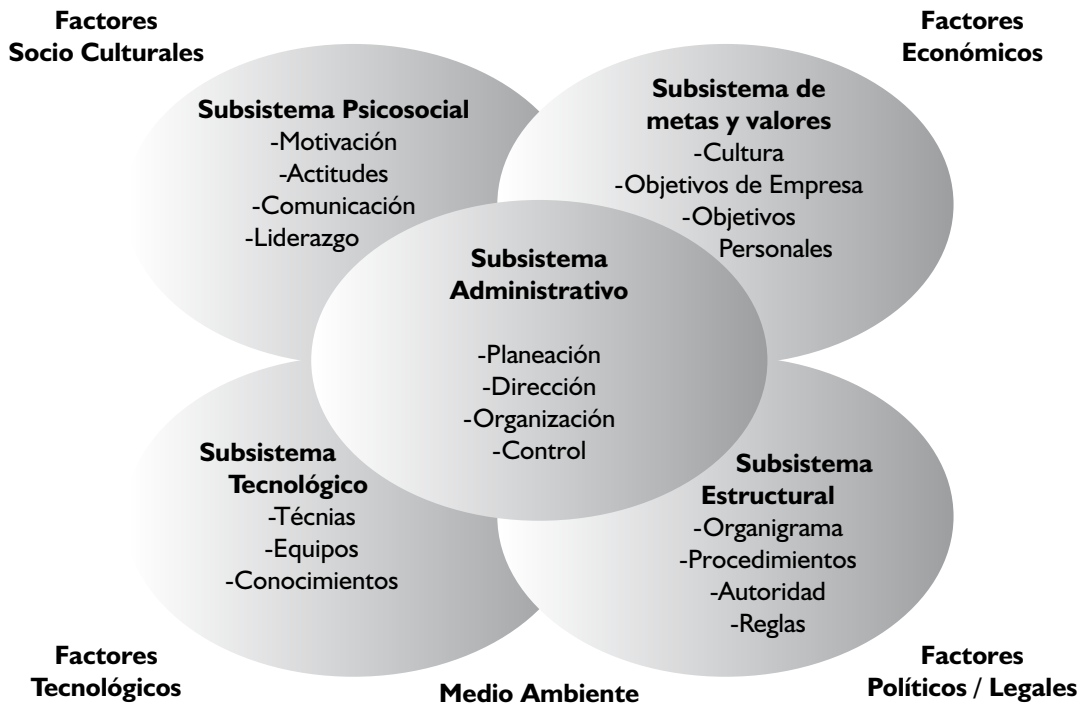 Factores
Socio Culturales
Factores
Económicos
Subsistema Psicosocial
-Motivación
-Actitudes
-Comunicación
-Liderazgo
Subsistema de
metas y valores
-Cultura
-Objetivos de Empresa
-Objetivos
Personales
Subsistema
Administrativo
-Planeación
-Dirección
-Organización
-Control
Subsistema
Tecnológico
-Técnias
-Equipos
-Conocimientos
Subsistema
Estructural
-Organigrama
-Procedimientos
-Autoridad
-Reglas
Factores
Tecnológicos
Medio Ambiente
Factores
Políticos / Legales